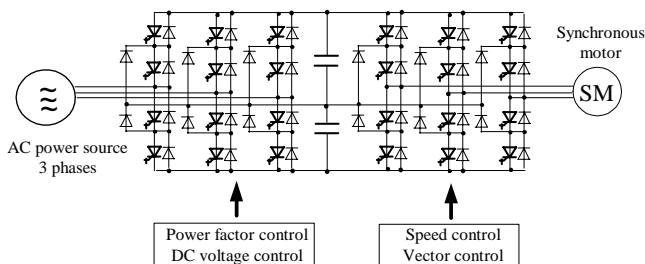 Synchronous
motor
SM
AC power source
3 phases
Power factor control
DC voltage control
Speed control
Vector control